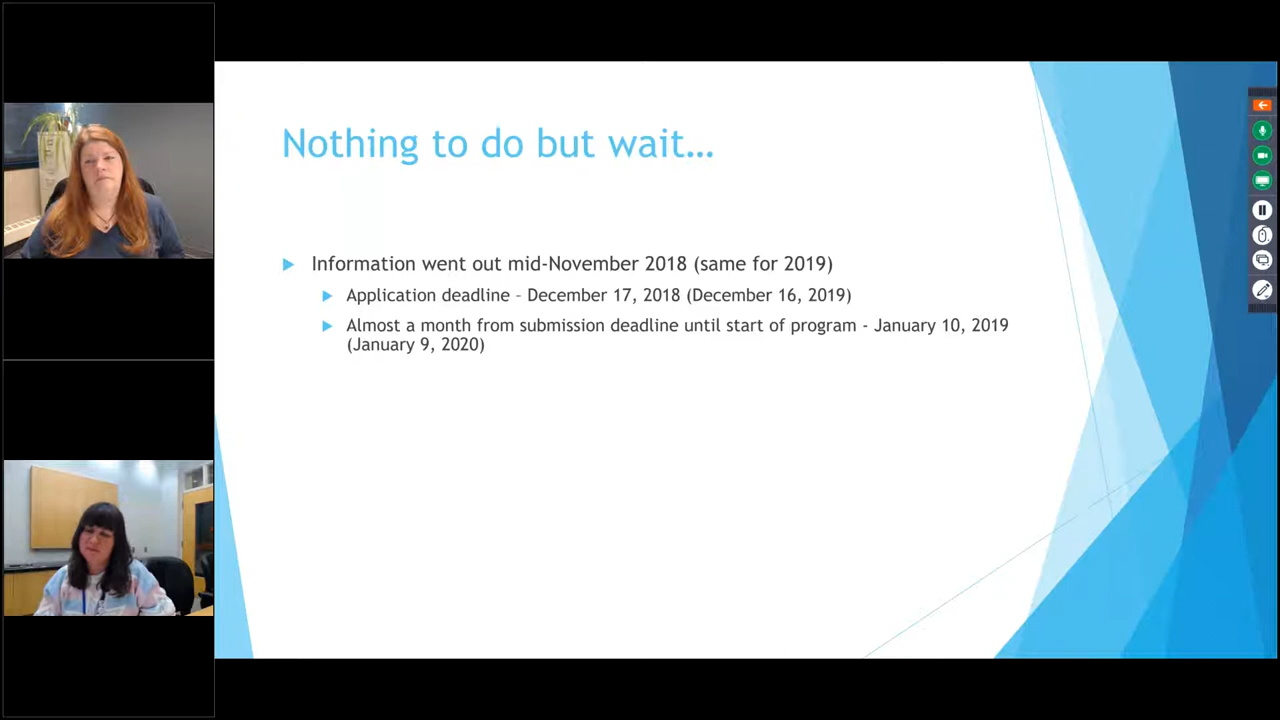 Nothing to do but wait…
Information went out mid-November 2018 (same for 2019)
Application deadline – December 17, 2018 (December 16, 2019)
Almost a month from submission deadline until start of program - January 10, 2019
(January 9, 2020)